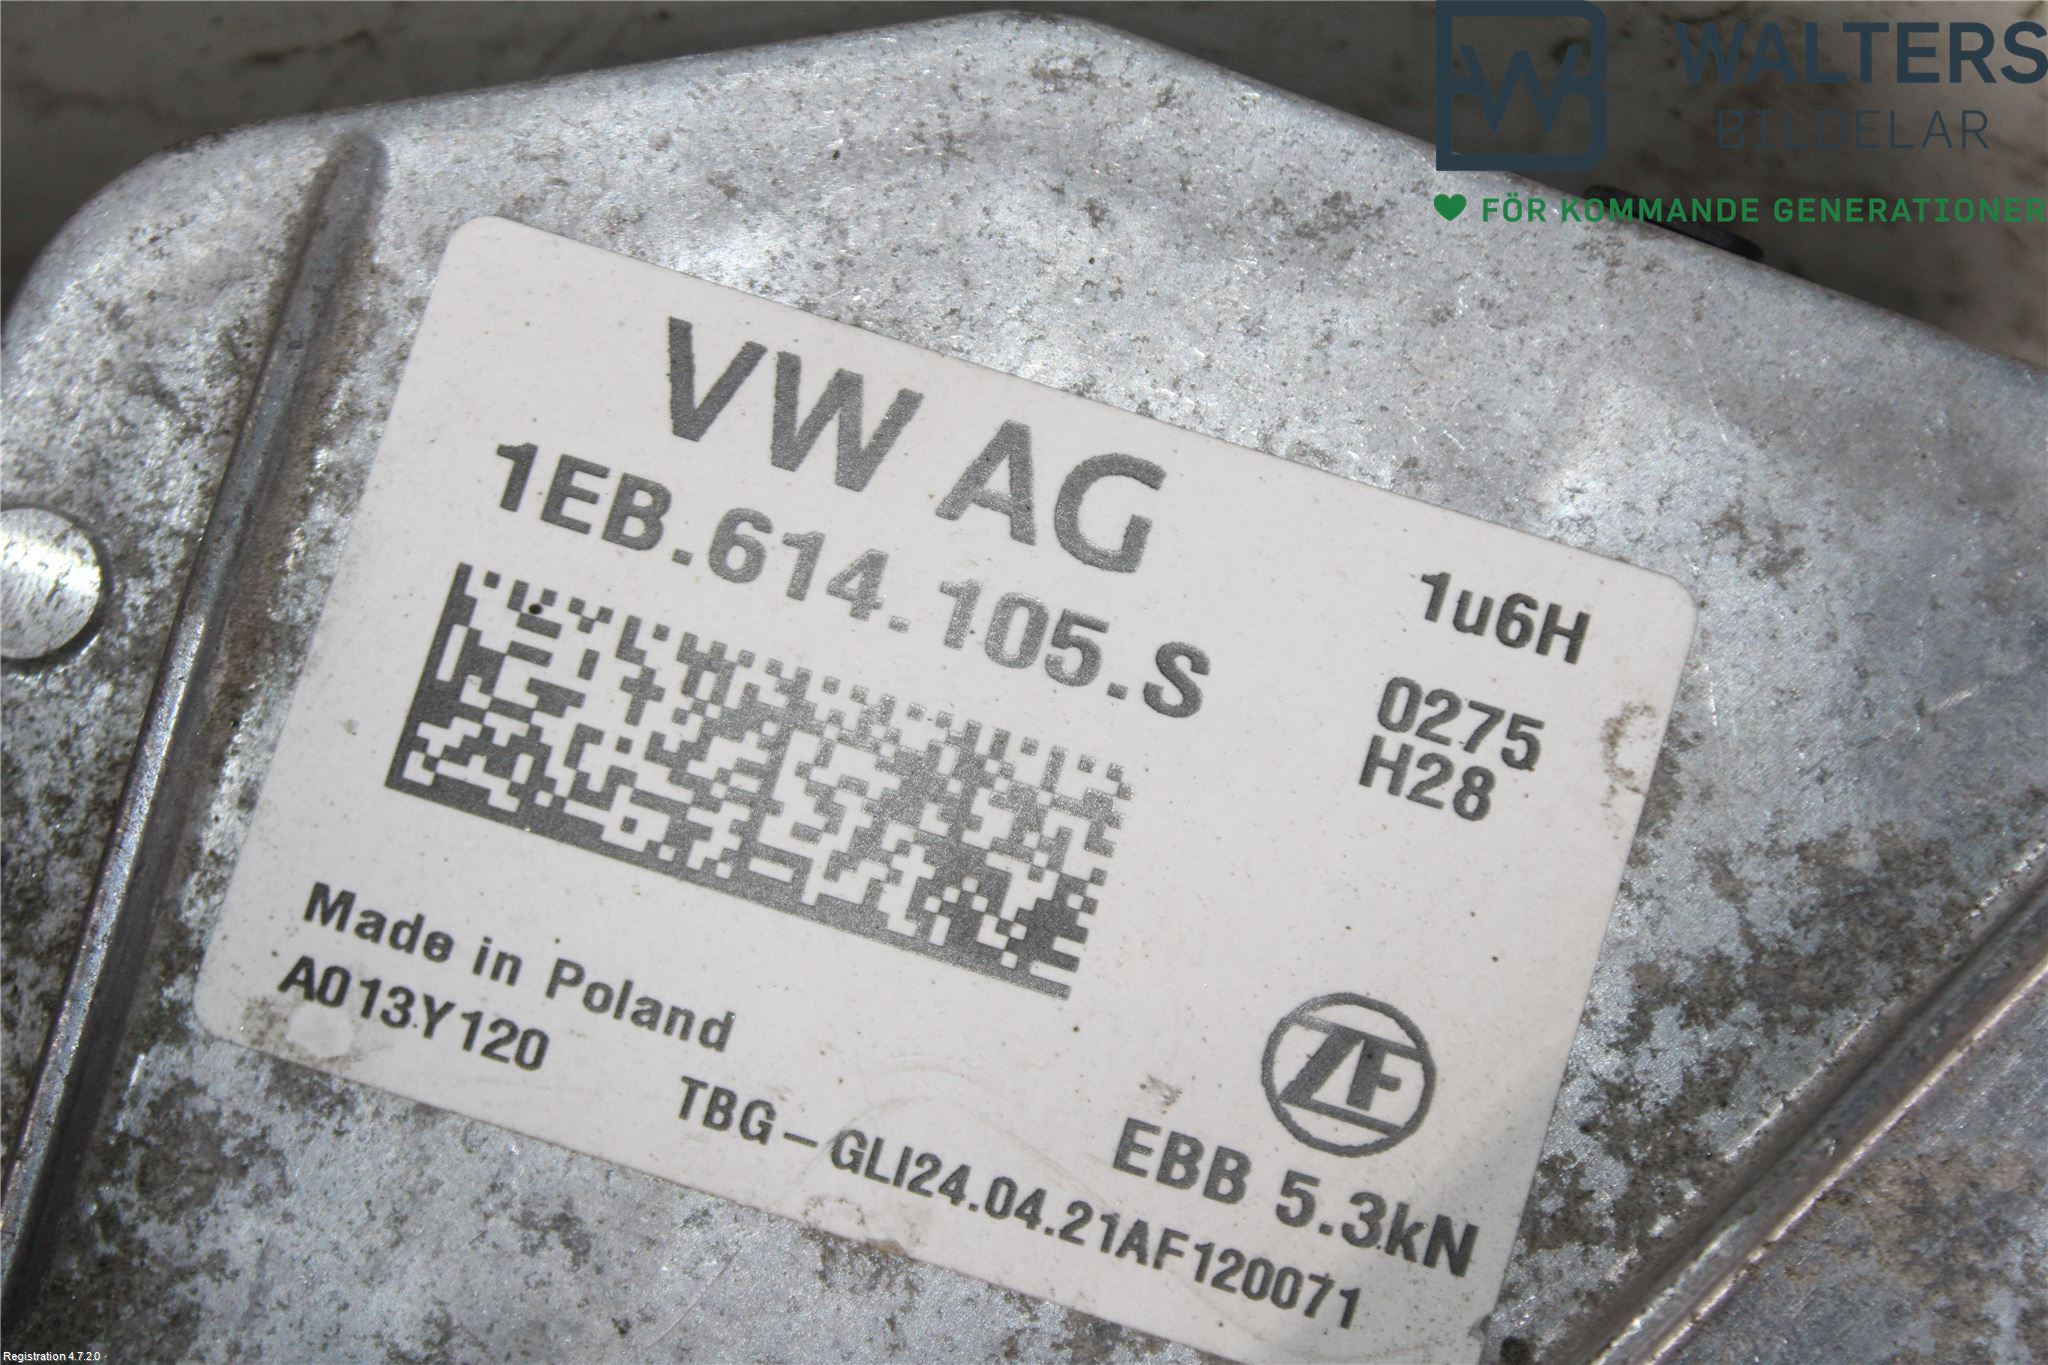 WALTERS
BILDELAR
FÖR KOMMANDE GENERATIONER
VW AG
1EB.614.105.S
1u6H
0275
H28
Made in Poland
A013Y120
ZF
EBB 5.3kN
TBG-GLI24.04.21AF120071
Registration 4.7.2.0